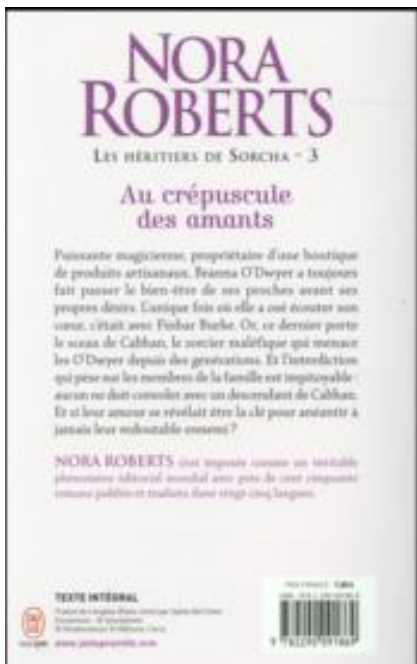 NORA
ROBERTS
LES HÉRITIERS DE SORCHA - 3
Au crépuscule
des amants
Puissante magicienne, propriétaire d'une boutique
de produits artisanaux, Branna O'Dwyer a toujours
fait passer le bien-être de ses proches avant ses
propres désirs. L'unique fois où elle a osé écouter son
cœur, c'était avec Finbar Burke. Or, ce dernier porte
le sceau de Cabhan, le sorcier maléfique qui menace
les O'Dwyer depuis des générations. Et l'interdiction
qui pèse sur les membres de la famille est impitoyable :
aucun ne doit convoler avec un descendant de Cabhan.
Et si leur amour se révélait être la clé pour anéantir à
jamais leur redoutable ennemi ?
NORA ROBERTS s'est imposée comme un véritable
phénomène éditorial mondial avec près de cent cinquante
romans publiés et traduits dans vingt-cinq langues.
TEXTE INTÉGRAL